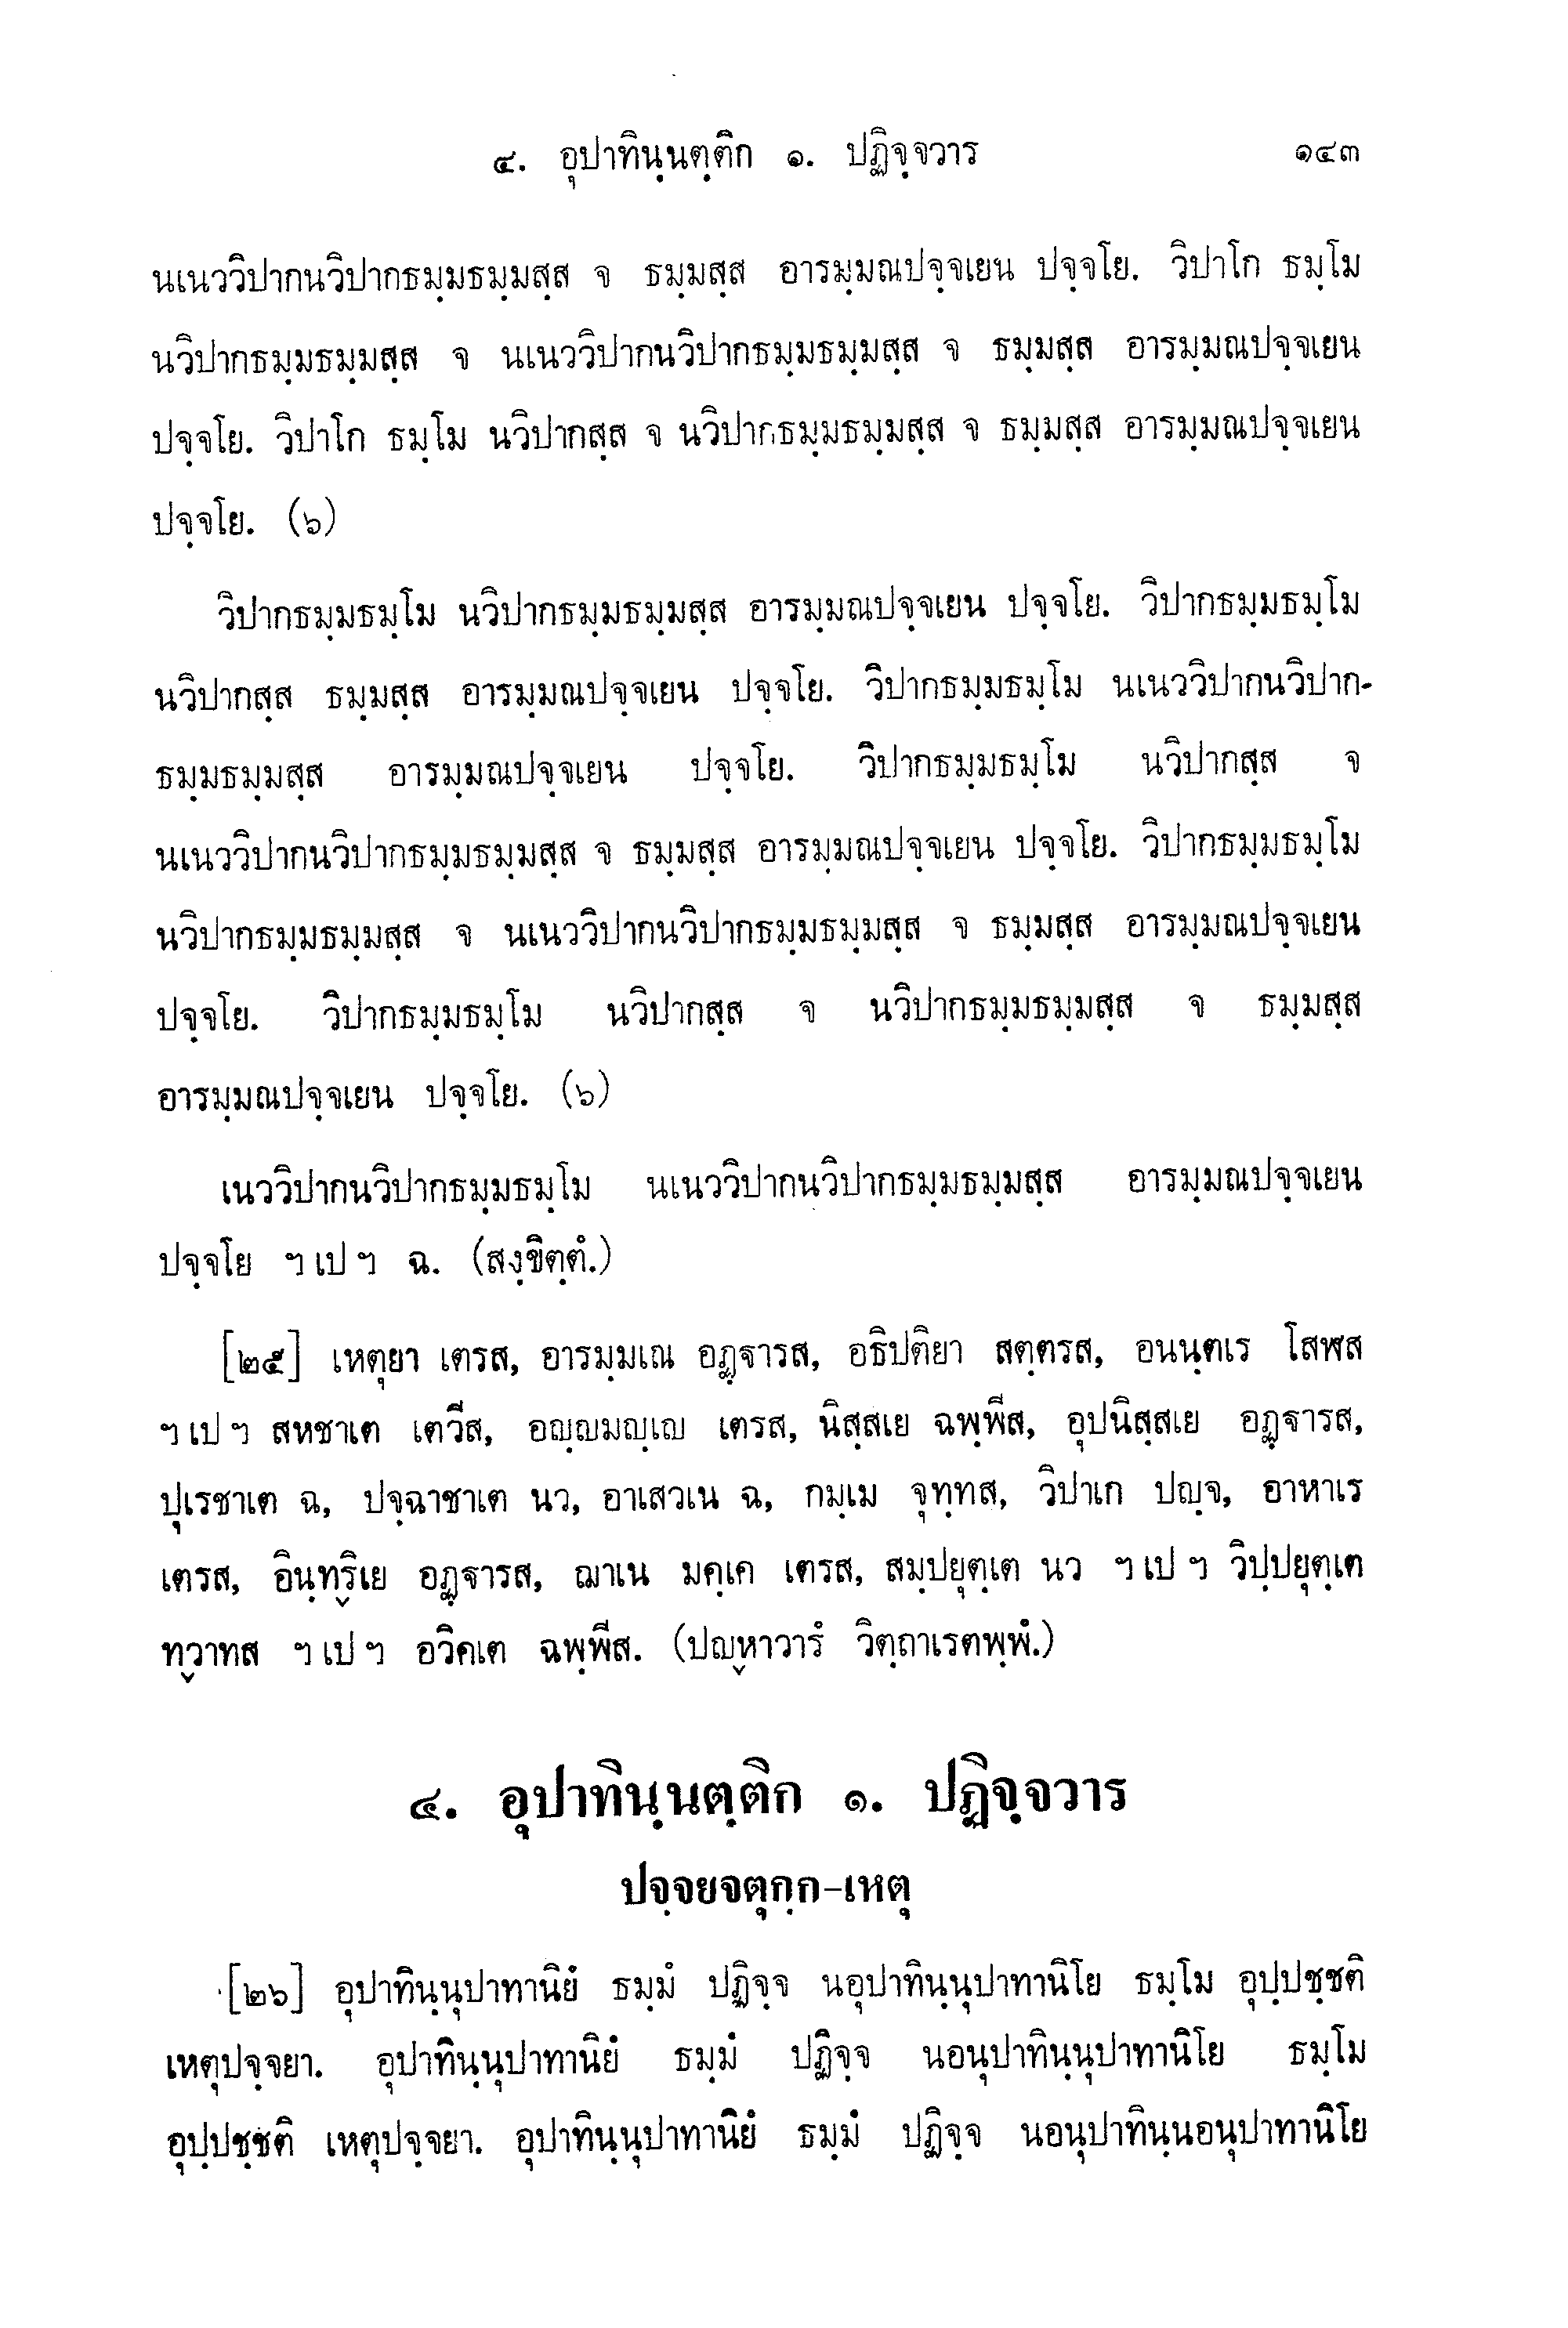 ๔. อุปาทินฺนตฺติก ๑. ปฏิจฺจวาร ๑๔๓
นเนววิปากนวิปากธมฺมธมฺมสฺส จ ธมฺมสฺส อารมฺมณปจฺจเยน ปจฺจโย. วิปาโก ธมฺโม
นวิปากธมฺมธมฺมสฺส จ นเนววิปากนวิปากธมฺมธมฺมสฺส จ ธมฺมสฺส อารมฺมณปจฺจเยน
ปจฺจโย. วิปาโก ธมฺโม นวิปากสฺส จ นวิปากธมฺมธมฺมสฺส จ ธมฺมสฺส อารมฺมณปจฺจเยน
ปจฺจโย. (๖)
วิปากธมฺมธมฺโม นวิปากธมฺมธมฺมสฺส อารมฺมณปจฺจเยน ปจฺจโย. วิปากธมฺมธมฺโม
นวิปากสฺส ธมฺมสฺส อารมฺมณปจฺจเยน ปจฺจโย. วิปากธมฺมธมฺโม นเนววิปากนวิปาก-
ธมฺมธมฺมสฺส อารมฺมณปจฺจเยน ปจฺจโย. วิปากธมฺมธมฺโม นวิปากสฺส จ
นเนววิปากนวิปากธมฺมธมฺมสฺส จ ธมฺมสฺส อารมฺมณปจฺจเยน ปจฺจโย. วิปากธมฺมธมฺโม
นวิปากธมฺมธมฺมสฺส จ นเนววิปากนวิปากธมฺมธมฺมสฺส จ ธมฺมสฺส อารมฺมณปจฺจเยน
ปจฺจโย. วิปากธมฺมธมฺโม นวิปากสฺส จ นวิปากธมฺมธมฺมสฺส จ ธมฺมสฺส
อารมฺมณปจฺจเยน ปจฺจโย. (๖)
เนววิปากนวิปากธมฺมธมฺโม นเนววิปากนวิปากธมฺมธมฺมสฺส อารมฺมณปจฺจเยน
ปจฺจโย ฯ เป ฯ ฉ. (สงฺขิตฺตํ.)
[๒๕] เหตุยา เตรส, อารมฺมเณ อฏฺฐารส, อธิปติยา สตฺตรส, อนนฺตเร โสฬส
ฯ เป ฯ สหชาเต เตวีส, อญฺญมญฺเญ เตรส, นิสฺสเย ฉพฺพีส, อุปนิสฺสเย อฏฺฐารส,
ปุเรชาเต ฉ, ปจฺฉาชาเต นว, อาเสวเน ฉ, กมฺเม จุทฺทส, วิปาเก ปญฺจ, อาหาเร
เตรส, อินฺทฺริเย อฏฺฐารส, ฌาเน มคฺเค เตรส, สมฺปยุตฺเต นว ฯ เป ฯ วิปฺปยุตฺเต
ทฺวาทส ฯ เป ฯ อวิคเต ฉพฺพีส. (ปญฺหาวารํ วิตฺถาเรตพฺพํ.)
๔. อุปาทินฺนตฺติก ๑. ปฏิจฺจวาร
ปจฺจยจตุกฺก-เหตุ
[๒๖] อุปาทินฺนุปาทานิยํ ธมฺมํ ปฏิจฺจ นอุปาทินฺนุปาทานิโย ธมฺโม อุปฺปชฺชติ
เหตุปจฺจยา. อุปาทินฺนุปาทานิยํ ธมฺมํ ปฏิจฺจ นอนุปาทินฺนุปาทานิโย ธมฺโม
อุปฺปชฺชติ เหตุปจฺจยา. อุปาทินฺนุปาทานิยํ ธมฺมํ ปฏิจฺจ นอนุปาทินฺนอนุปาทานิโย